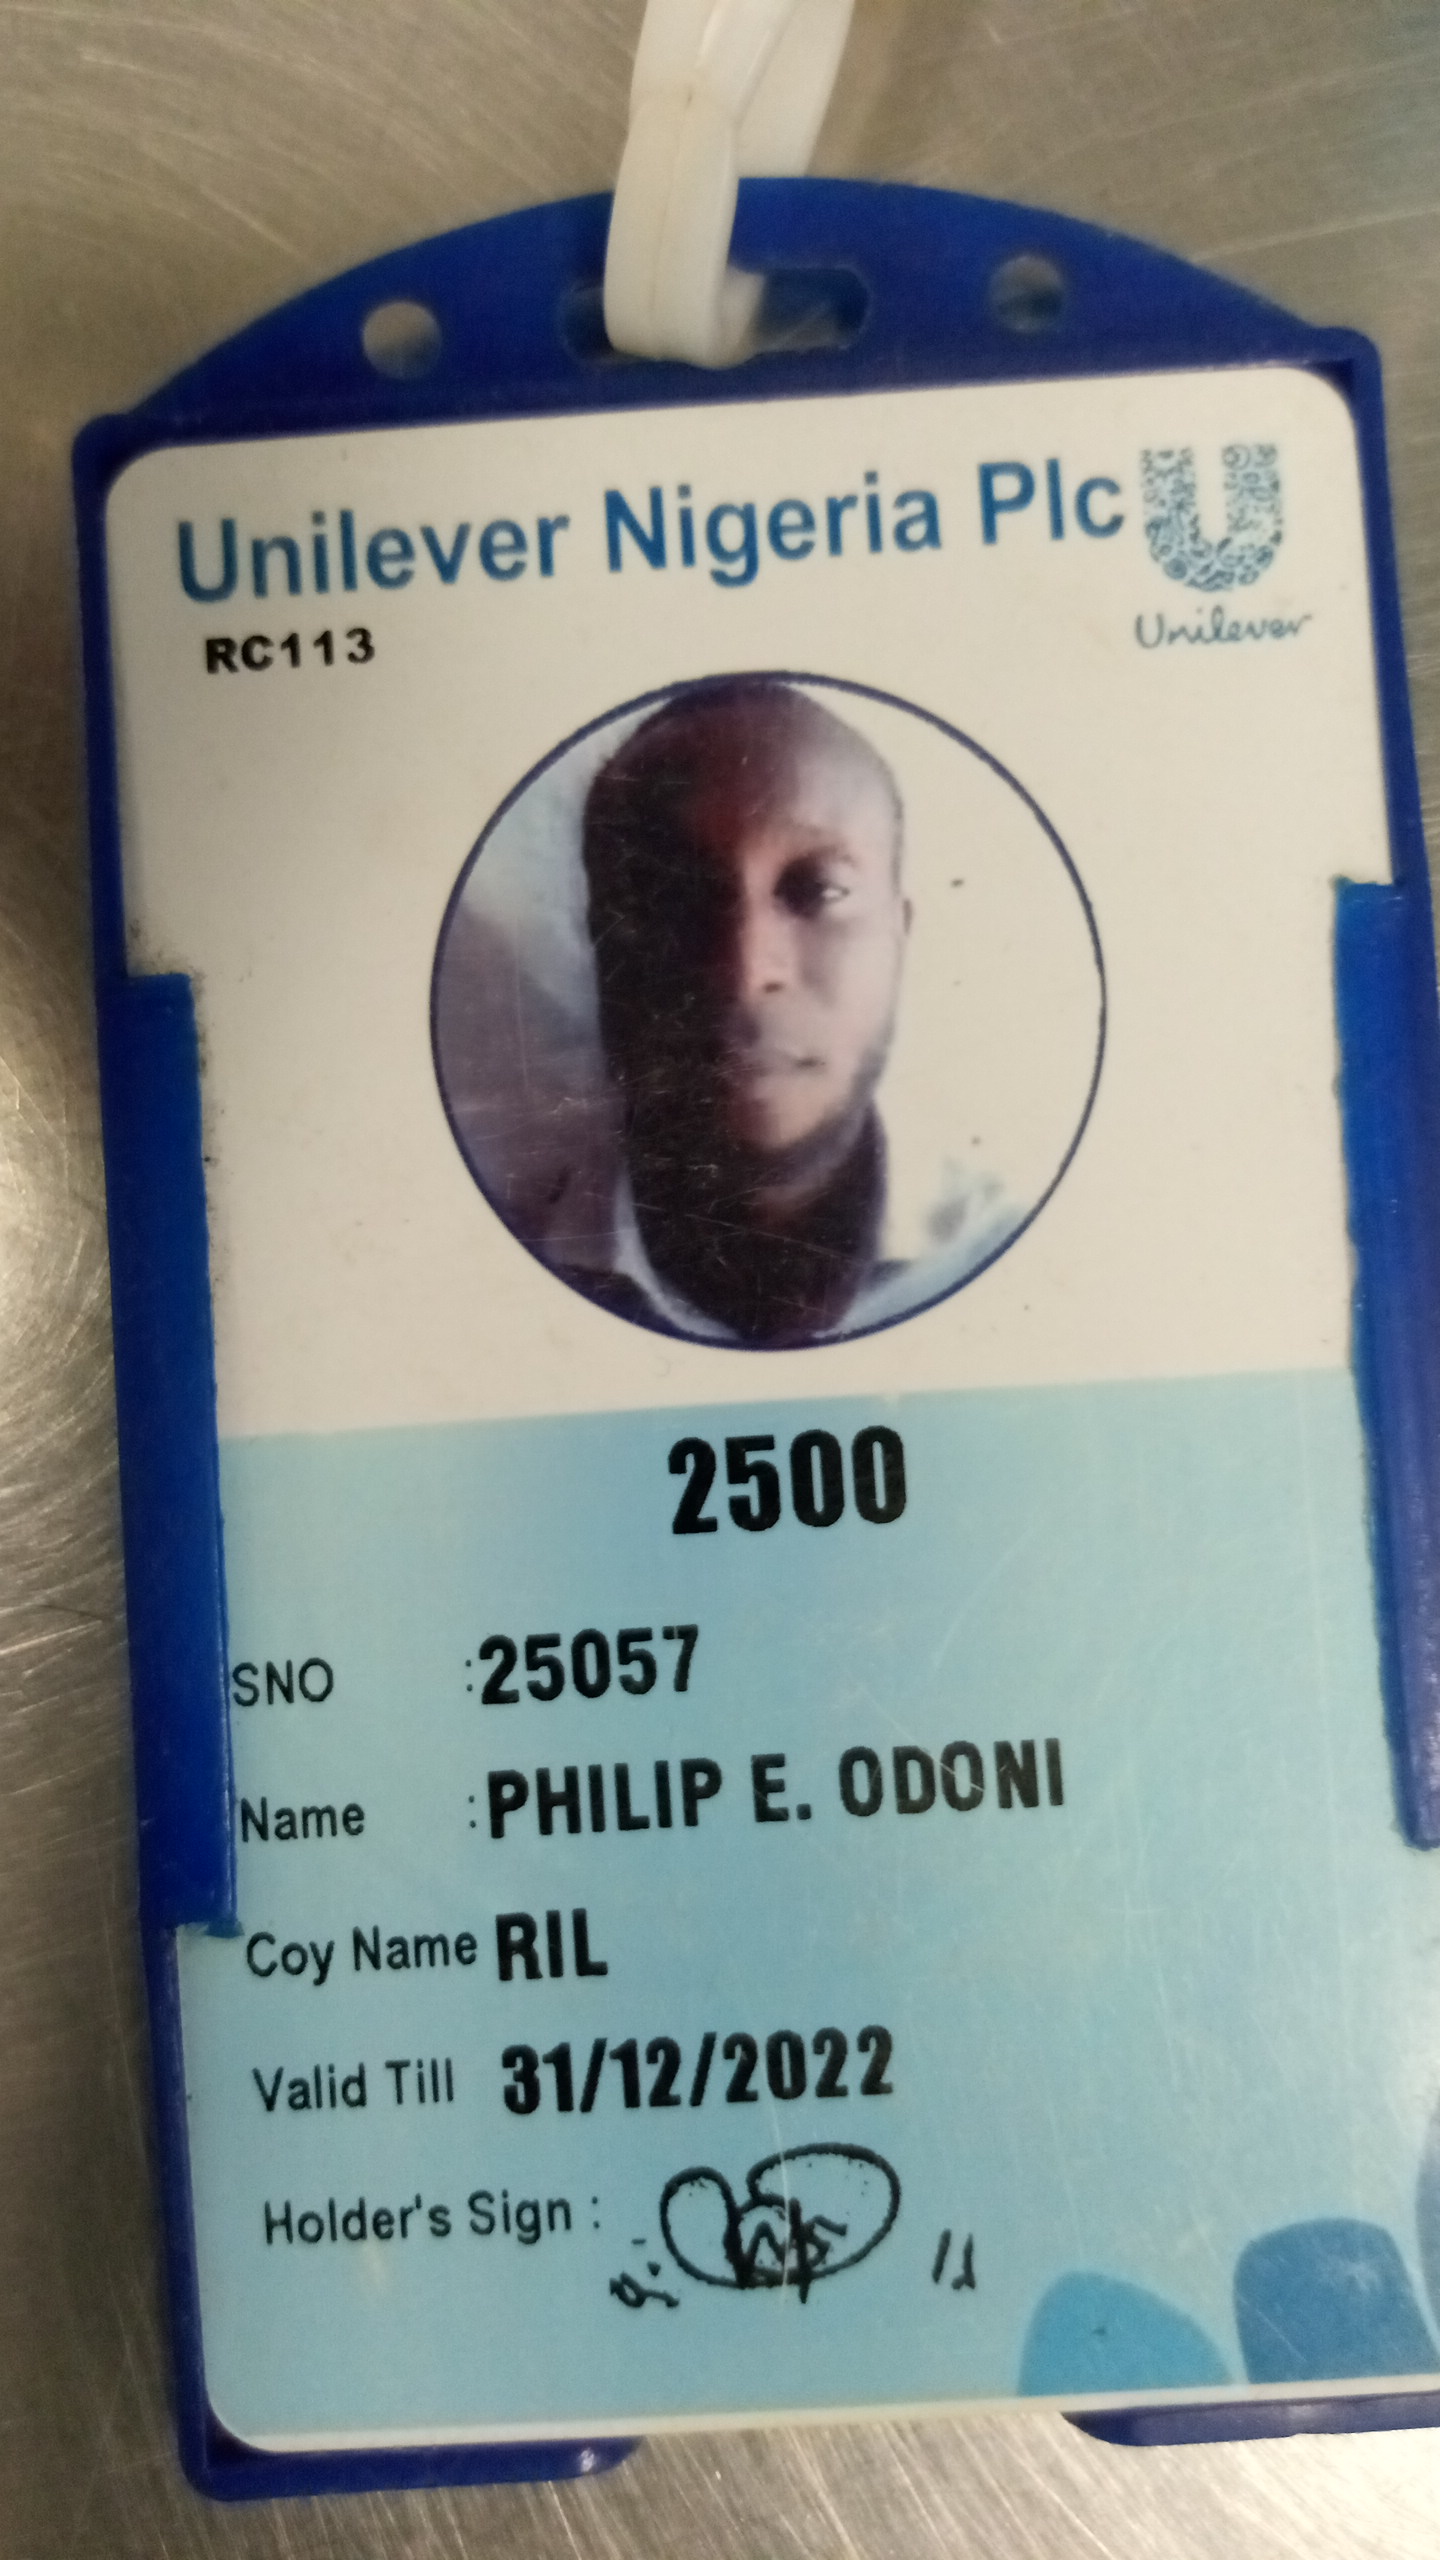 Unilever Nigeria Plc
Unilever
RC113
2500
SNO :25057
Name :PHILIP E. ODONI
Coy Name RIL
Valid Till 31/12/2022
Holder's Sign :